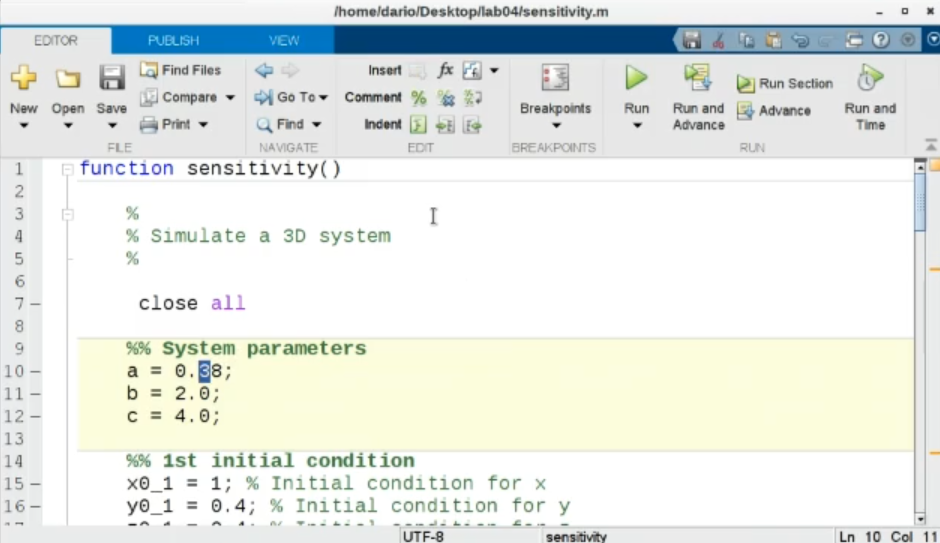 /home/dario/Desktop/lab04/sensitivity.m
EDITOR PUBLISH VIEW
New Open Save Find Files Compare Print
Go To Find
Insert fx
Comment %
Indent
Breakpoints
Run Run and Advance Run Section Advance Run and Time
FILE NAVIGATE EDIT BREAKPOINTS RUN
1 function sensitivity()
2
3 %
4 % Simulate a 3D system
5 %
6
7 – close all
8
9 %% System parameters
10 – a = 0.38;
11 – b = 2.0;
12 – c = 4.0;
13
14 %% 1st initial condition
15 – x0_1 = 1; % Initial condition for x
16 – y0_1 = 0.4; % Initial condition for y
UTF-8 sensitivity Ln 10 Col 11